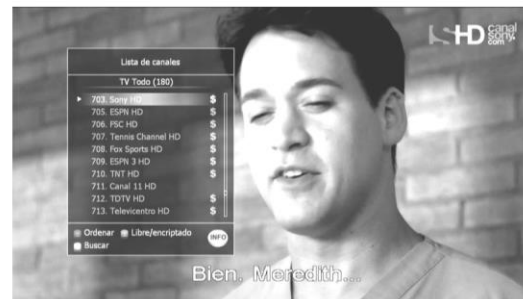 HD canal
sony.
com
Lista de canales
TV Todo (180)
703. Sony HD $
705. ESPN HD $
706. FSC HD $
707. Tennis Channel HD $
708. Fox Sports HD $
709. ESPN 3 HD $
710. TNT HD $
711. Canal 11 HD
712. TDTV HD $
713. Televicentro HD $
Ordenar Libre/encriptado INFO
Buscar
Bien, Meredith...